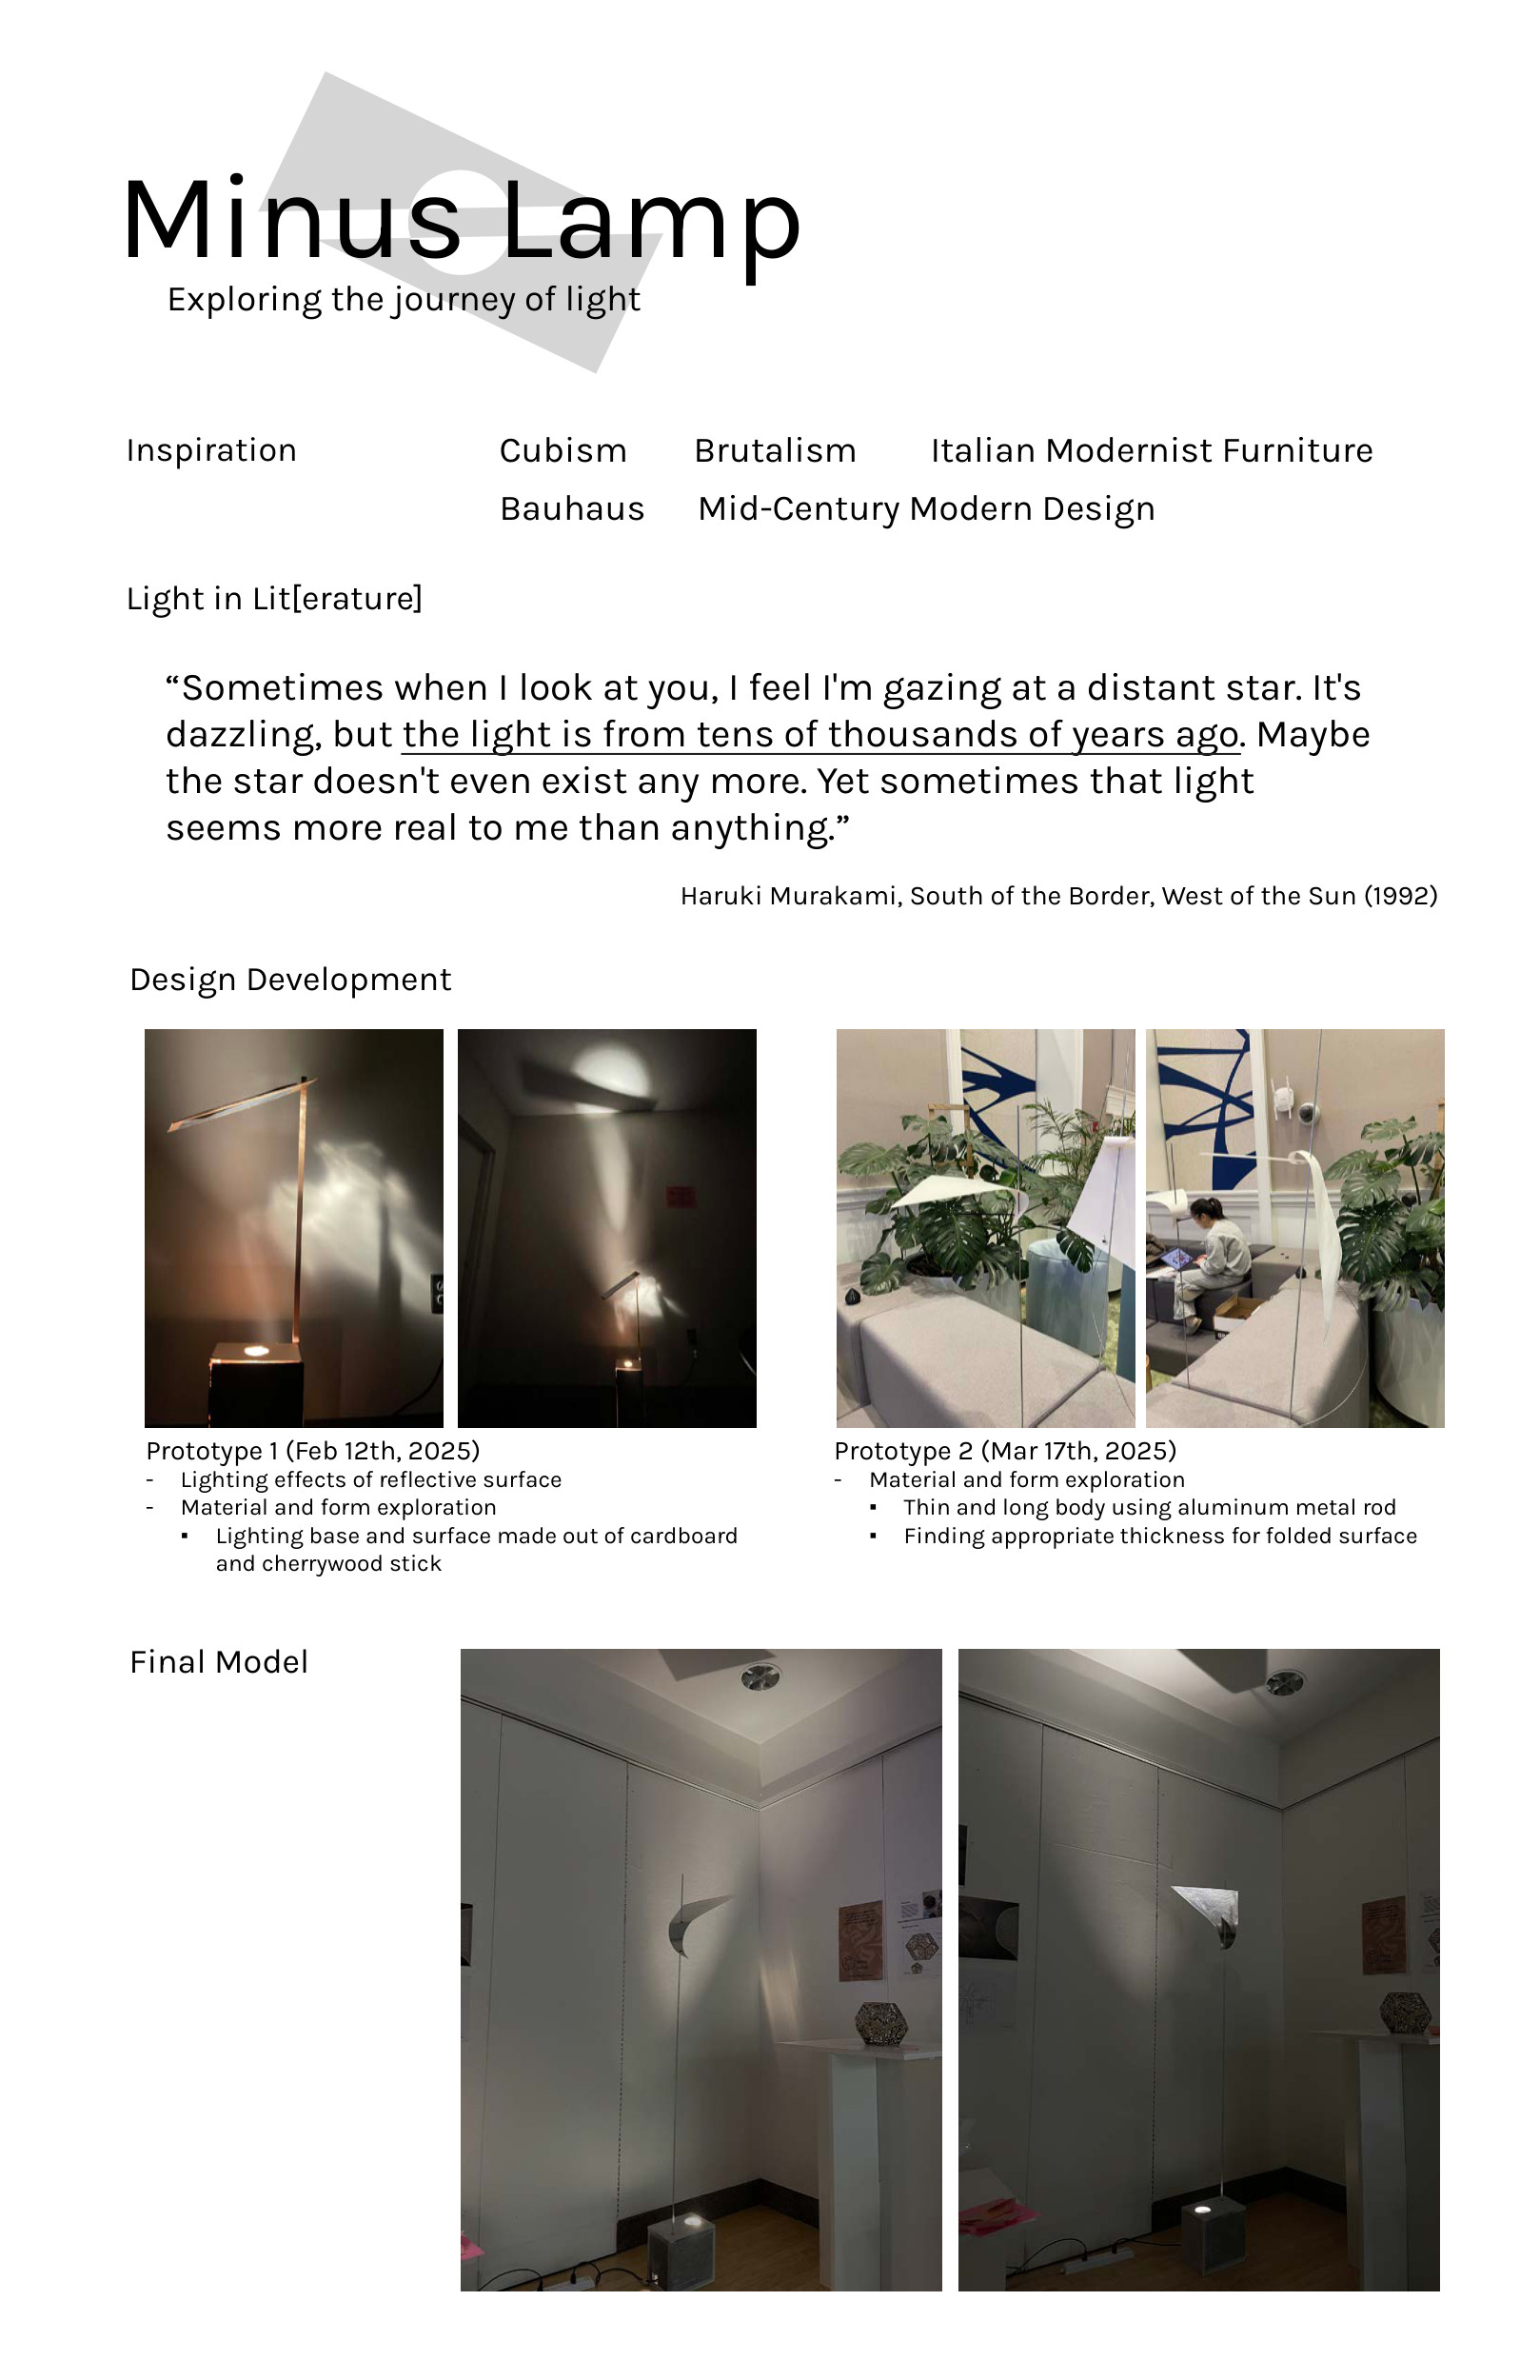 Minus Lamp
Exploring the journey of light
Inspiration
Cubism Brutalism Italian Modernist Furniture
Bauhaus Mid-Century Modern Design
Light in Lit[erature]
“Sometimes when I look at you, I feel I'm gazing at a distant star. It's
dazzling, but the light is from tens of thousands of years ago. Maybe
the star doesn't even exist any more. Yet sometimes that light
seems more real to me than anything.”
Haruki Murakami, South of the Border, West of the Sun (1992)
Design Development
Prototype 1 (Feb 12th, 2025)
- Lighting effects of reflective surface
- Material and form exploration
▪ Lighting base and surface made out of cardboard
and cherrywood stick
Prototype 2 (Mar 17th, 2025)
- Material and form exploration
▪ Thin and long body using aluminum metal rod
▪ Finding appropriate thickness for folded surface
Final Model